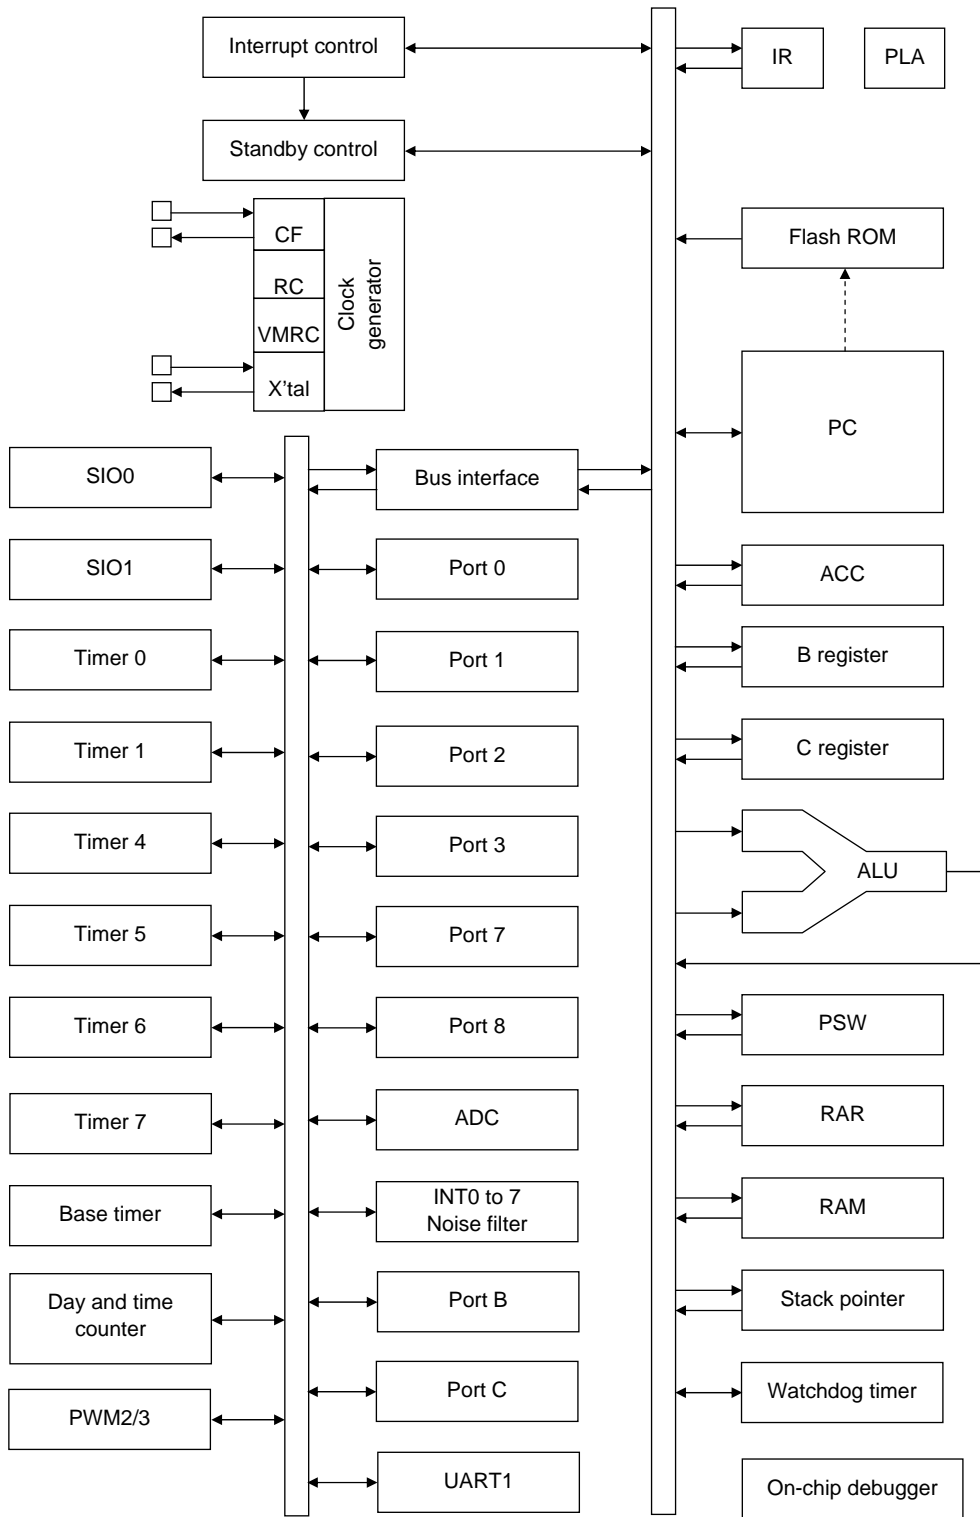 Interrupt control
IR
PLA
Standby control
CF
RC
VMRC
X'tal
Clock
generator
Flash ROM
PC
SIO0
Bus interface
SIO1
Port 0
ACC
Timer 0
Port 1
B register
Timer 1
Port 2
C register
Timer 4
Port 3
ALU
Timer 5
Port 7
Timer 6
Port 8
PSW
Timer 7
ADC
RAR
Base timer
INT0 to 7
Noise filter
RAM
Day and time
counter
Port B
Stack pointer
PWM2/3
Port C
Watchdog timer
UART1
On-chip debugger